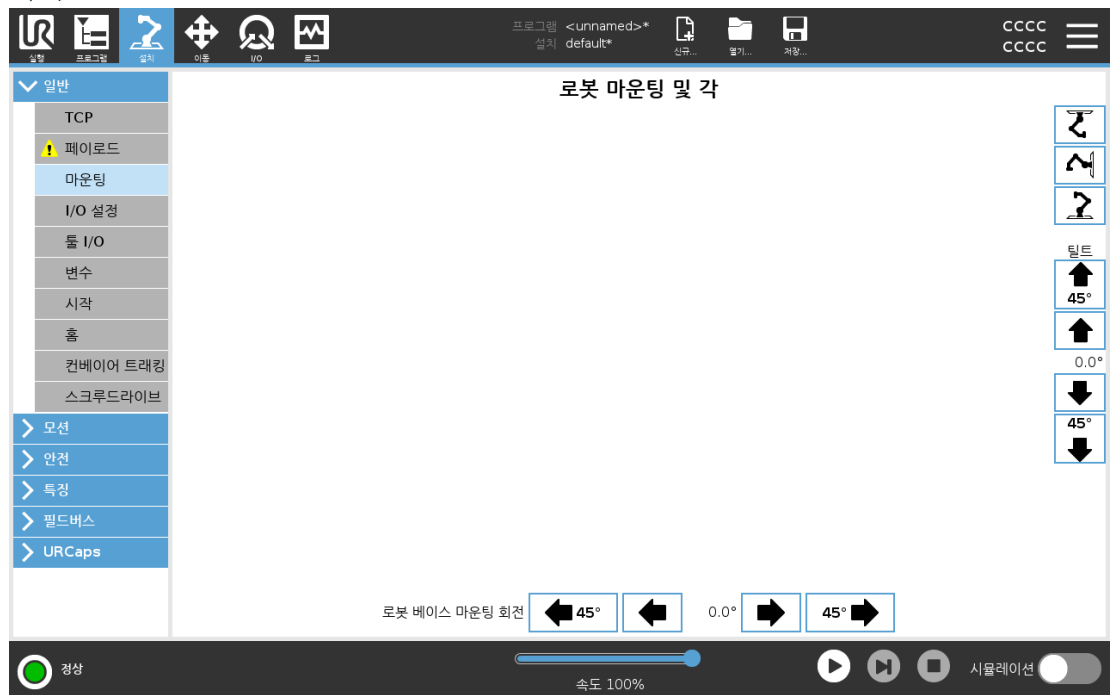 UR
실행
프로그램
설치
이동
I/O
로그
프로그램 <unnamed>*
설치 default*
신규...
열기...
저장...
CCCC
CCCC
일반
TCP
페이로드
마운팅
I/O 설정
툴 I/O
변수
시작
홈
컨베이어 트래킹
스크루드라이브
모션
안전
특징
필드버스
URCaps
로봇 마운팅 및 각
틸트
45°
0.0°
45°
로봇 베이스 마운팅 회전 45° 0.0° 45°
정상
속도 100%
시뮬레이션